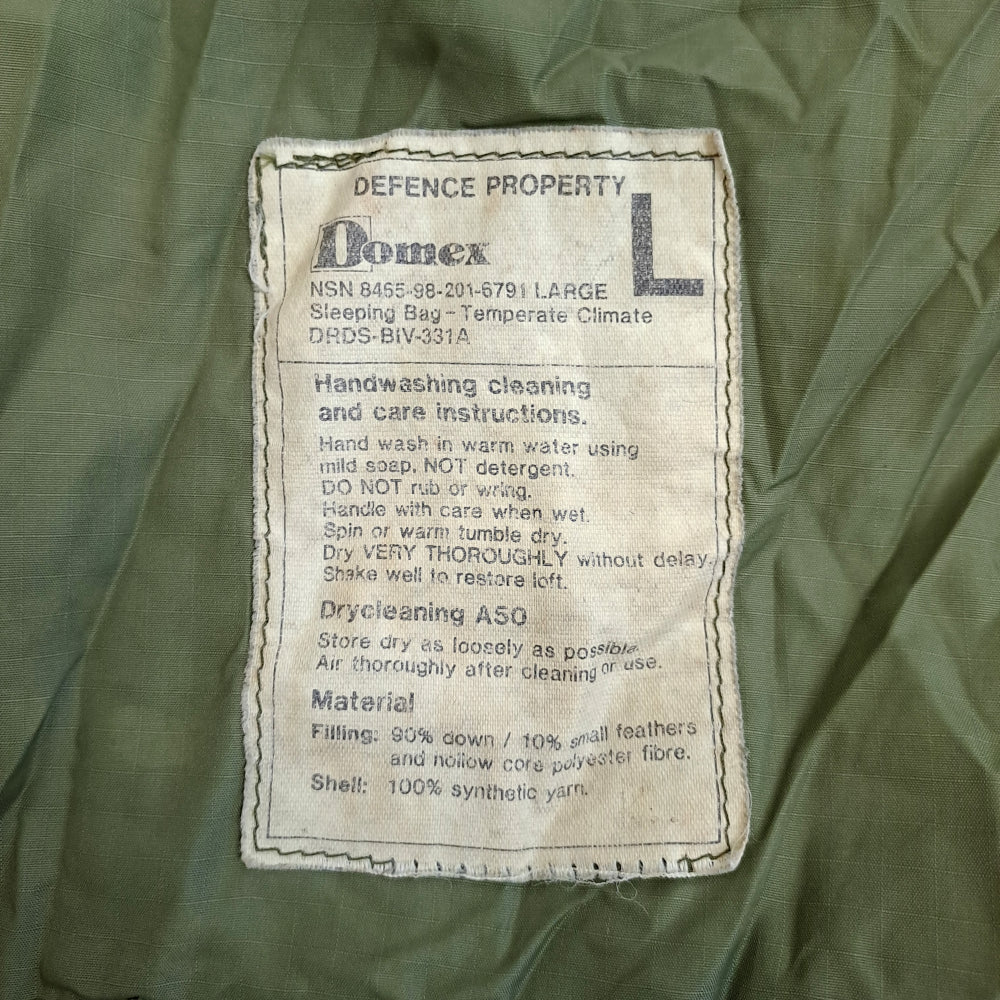 DEFENCE PROPERTY
L
Domex
NSN 8465-98-201-6791 LARGE
Sleeping Bag - Temperate Climate
DRDS-BIV-331A
Handwashing cleaning
and care instructions.
Hand wash in warm water using
mild soap. NOT detergent.
DO NOT rub or wring.
Handle with care when wet.
Spin or warm tumble dry.
Dry VERY THOROUGHLY without delay.
Shake well to restore loft.
Drycleaning A50
Store dry as loosely as possible.
Air thoroughly after cleaning or use.
Material
Filling: 90% down / 10% small feathers
and hollow core polyester fibre.
Shell: 100% synthetic yarn.